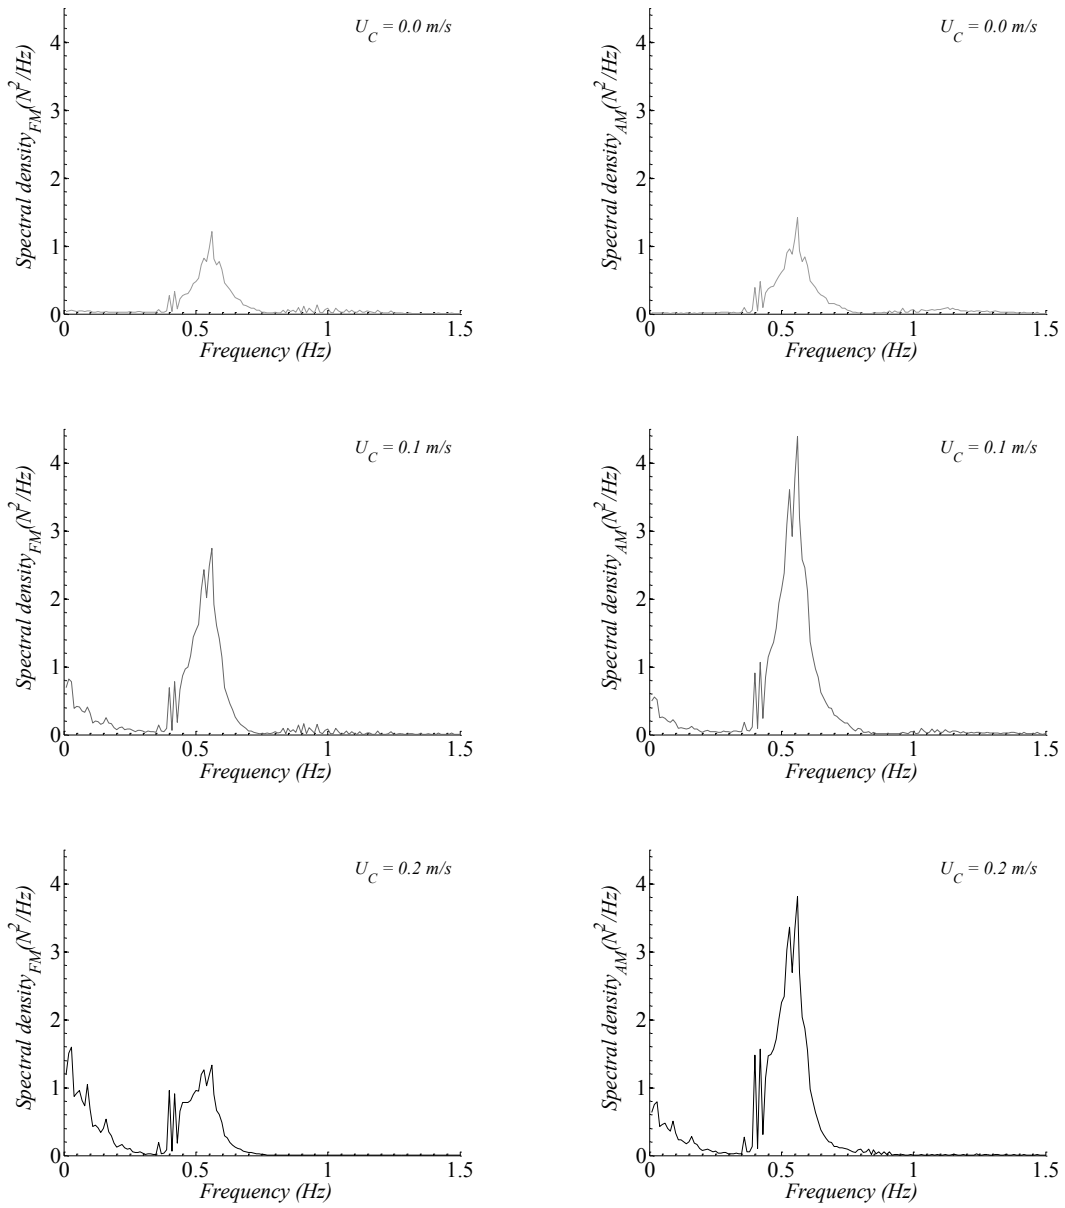 U_C = 0.0 m/s
Spectral density_FM (N^2/Hz)
4
3
2
1
0
0 0.5 1 1.5
Frequency (Hz)
U_C = 0.0 m/s
Spectral density_AM (N^2/Hz)
4
3
2
1
0
0 0.5 1 1.5
Frequency (Hz)
U_C = 0.1 m/s
Spectral density_FM (N^2/Hz)
4
3
2
1
0
0 0.5 1 1.5
Frequency (Hz)
U_C = 0.1 m/s
Spectral density_AM (N^2/Hz)
4
3
2
1
0
0 0.5 1 1.5
Frequency (Hz)
U_C = 0.2 m/s
Spectral density_FM (N^2/Hz)
4
3
2
1
0
0 0.5 1 1.5
Frequency (Hz)
U_C = 0.2 m/s
Spectral density_AM (N^2/Hz)
4
3
2
1
0
0 0.5 1 1.5
Frequency (Hz)